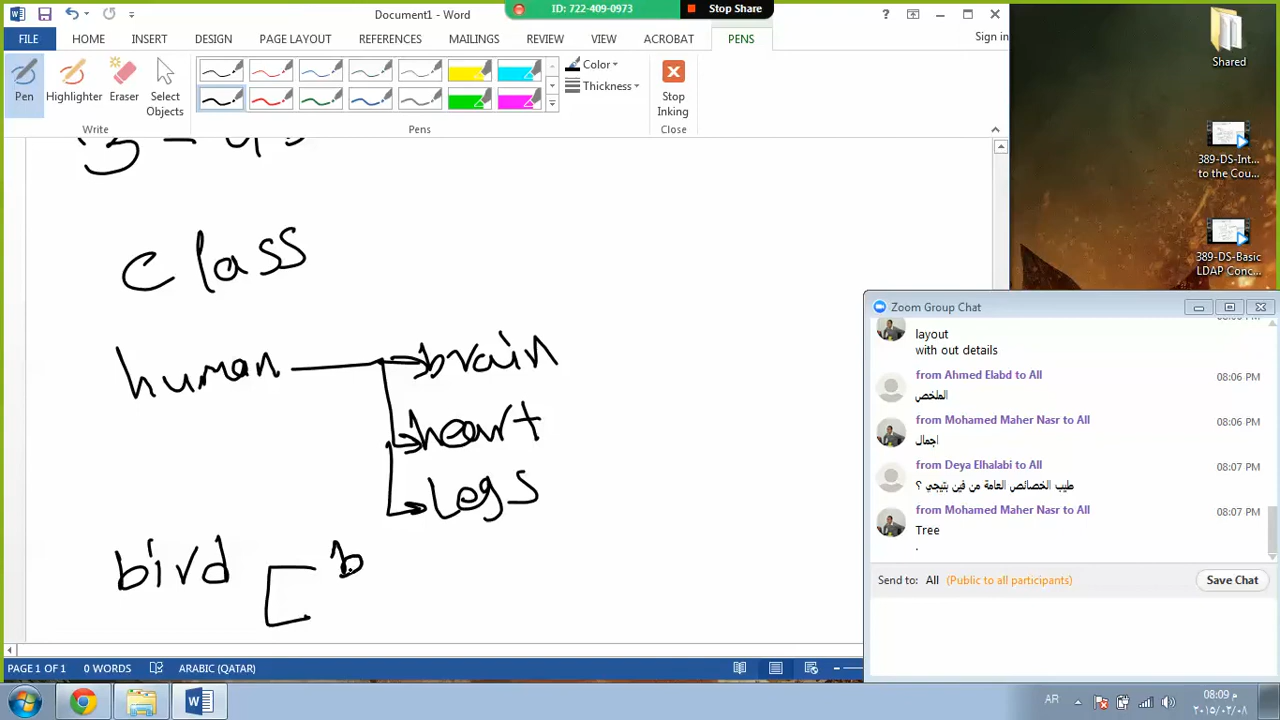 Document1 - Word
ID: 722-409-0973
Stop Share
FILE HOME INSERT DESIGN PAGE LAYOUT REFERENCES MAILINGS REVIEW VIEW ACROBAT PENS
Sign in
Pen
Highlighter
Eraser
Select Objects
Color
Thickness
Stop Inking
Write
Pens
Close
Shared
389-DS-Int...
to the Cou...
389-DS-Basic
LDAP Conc...
class
human brain
heart
Legs
bird b
Zoom Group Chat
layout
with out details
from Ahmed Elabd to All 08:06 PM
الملخص
from Mohamed Maher Nasr to All 08:06 PM
اجمال
from Deya Elhalabi to All 08:07 PM
طيب الخصائص العامة من فين بتيجي ؟
from Mohamed Maher Nasr to All 08:07 PM
Tree
.
Send to: All (Public to all participants)
Save Chat
PAGE 1 OF 1 0 WORDS ARABIC (QATAR)
AR
08:09 م
٢٠١٥/٠٣/٠٨